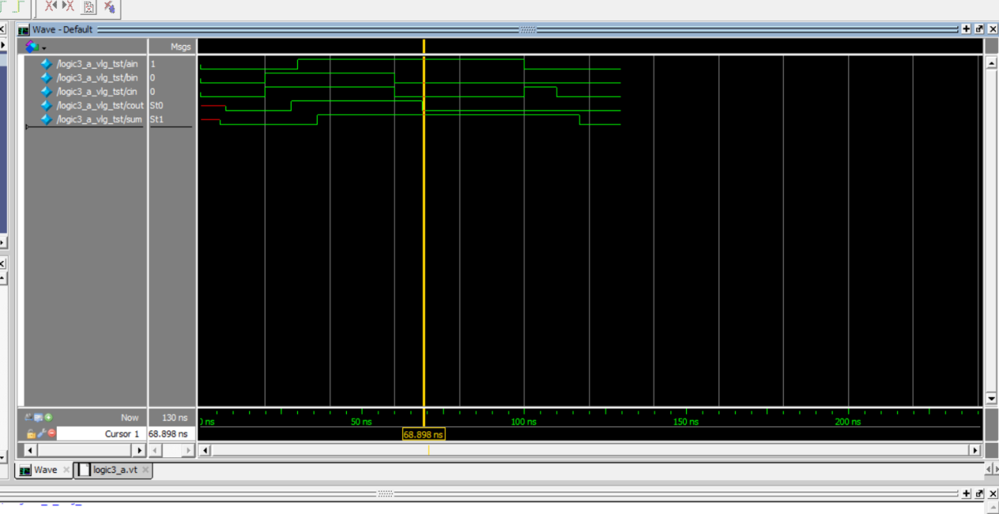 Wave - Default
Msgs
/logic3_a_vlg_tst/ain 1
/logic3_a_vlg_tst/bin 0
/logic3_a_vlg_tst/cin 0
/logic3_a_vlg_tst/cout St0
/logic3_a_vlg_tst/sum St1
Now 130 ns
ns 50 ns 100 ns 150 ns 200 ns
Cursor 1 68.898 ns
68.898 ns
Wave logic3_a.vt